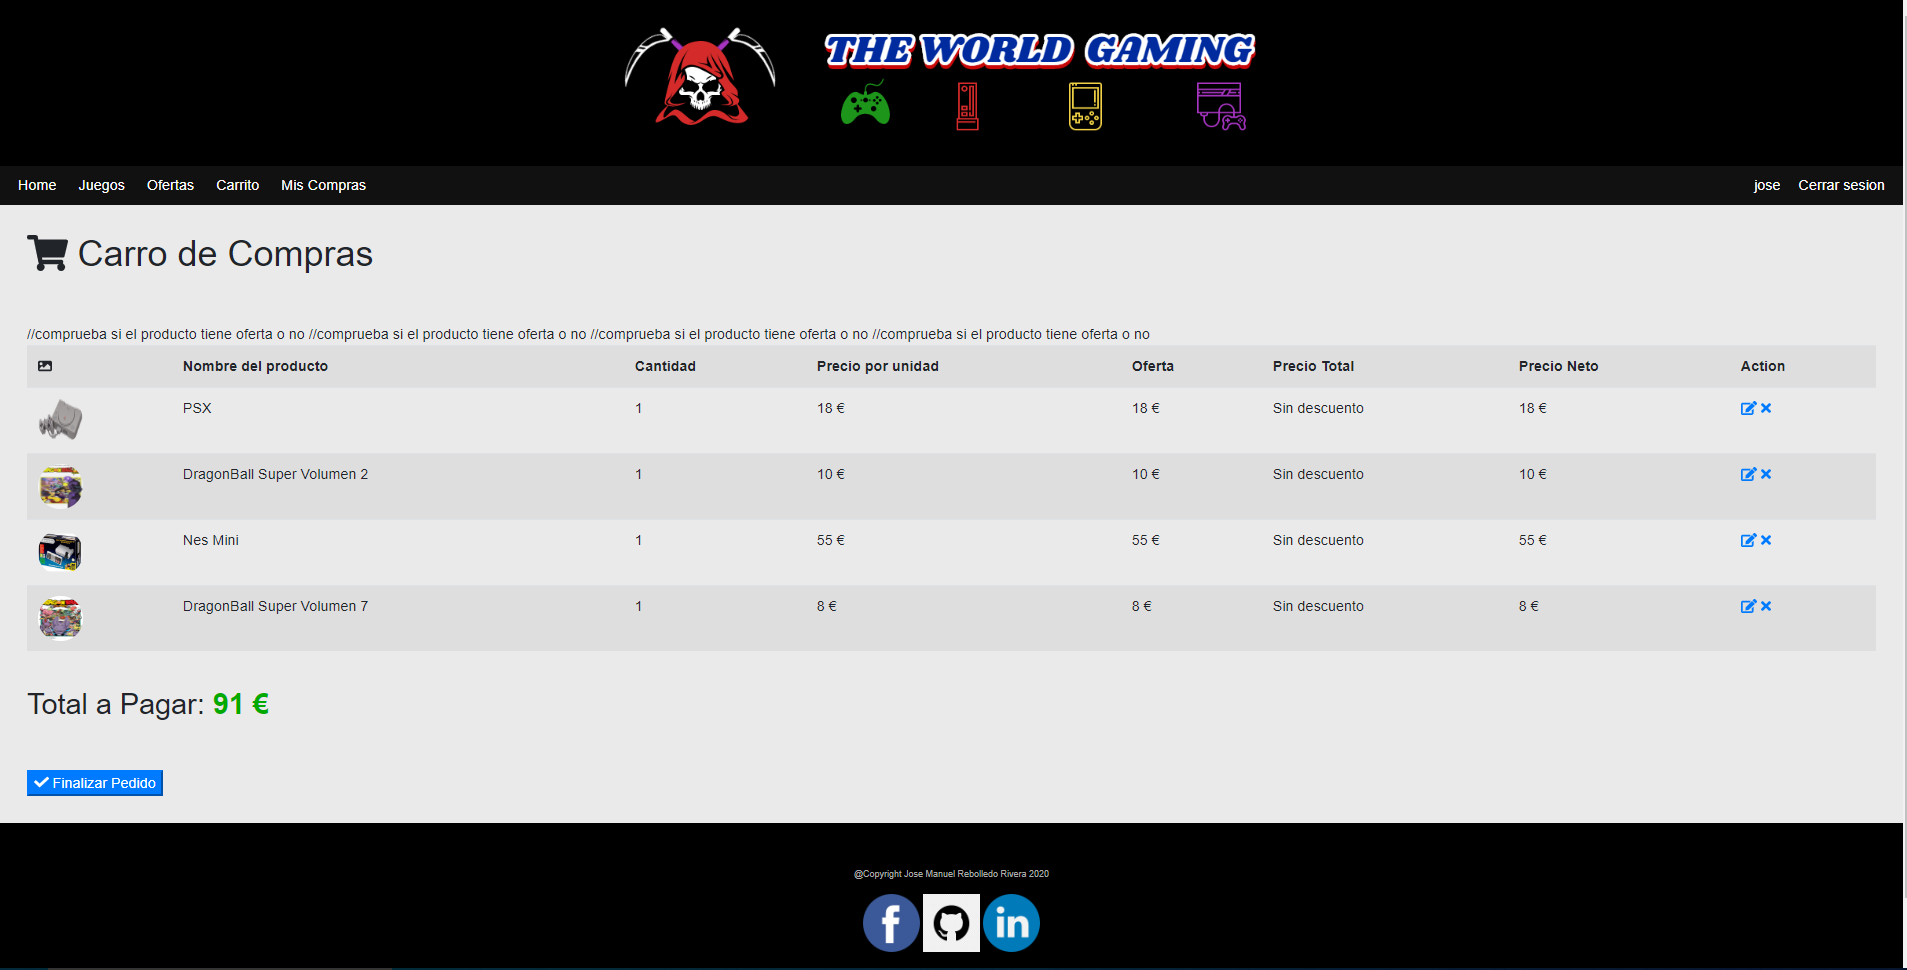 THE WORLD GAMING
Home Juegos Ofertas Carrito Mis Compras jose Cerrar sesion
Carro de Compras
//comprueba si el producto tiene oferta o no //comprueba si el producto tiene oferta o no //comprueba si el producto tiene oferta o no //comprueba si el producto tiene oferta o no
Nombre del producto Cantidad Precio por unidad Oferta Precio Total Precio Neto Action
PSX 1 18 € 18 € Sin descuento 18 €
DragonBall Super Volumen 2 1 10 € 10 € Sin descuento 10 €
Nes Mini 1 55 € 55 € Sin descuento 55 €
DragonBall Super Volumen 7 1 8 € 8 € Sin descuento 8 €
Total a Pagar: 91 €
Finalizar Pedido
@Copyright Jose Manuel Rebolledo Rivera 2020
f in